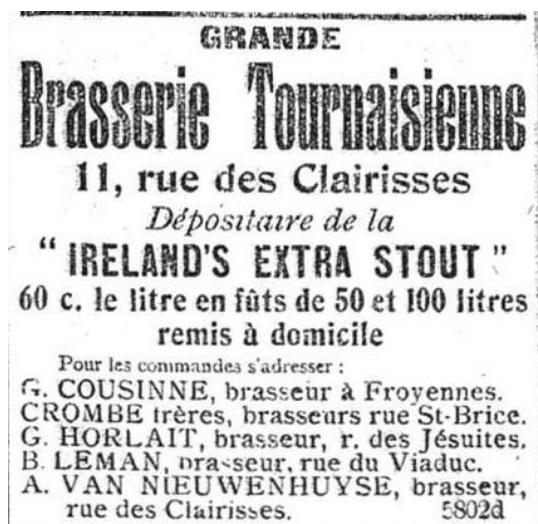 GRANDE
Brasserie Tournaisienne
11, rue des Clairisses
Dépositaire de la
“ IRELAND'S EXTRA STOUT ”
60 c. le litre en fûts de 50 et 100 litres
remis à domicile
Pour les commandes s'adresser :
G. COUSINNE, brasseur à Froyennes.
CROMBE frères, brasseurs rue St-Brice.
G. HORLAIT, brasseur, r. des Jésuites.
B. LEMAN, brasseur, rue du Viaduc.
A. VAN NIEUWENHUYSE, brasseur,
rue des Clairisses. 5802d